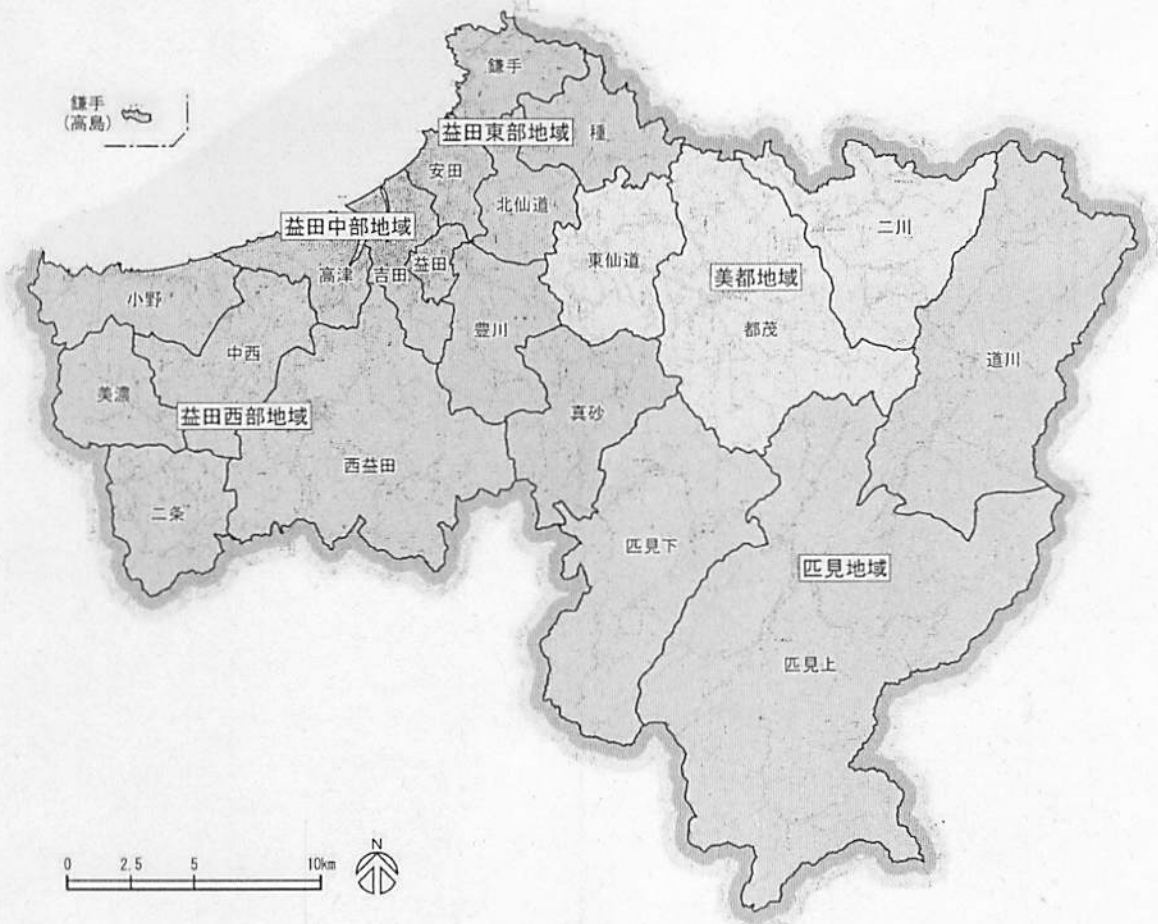 鎌手
鎌手
(高島)
益田東部地域
種
安田
北仙道
益田中部地域
二川
東仙道
益田
高津
吉田
美都地域
小野
豊川
都茂
中西
道川
美濃
益田西部地域
真砂
西益田
二条
匹見下
匹見地域
匹見上
N
0 2.5 5 10km